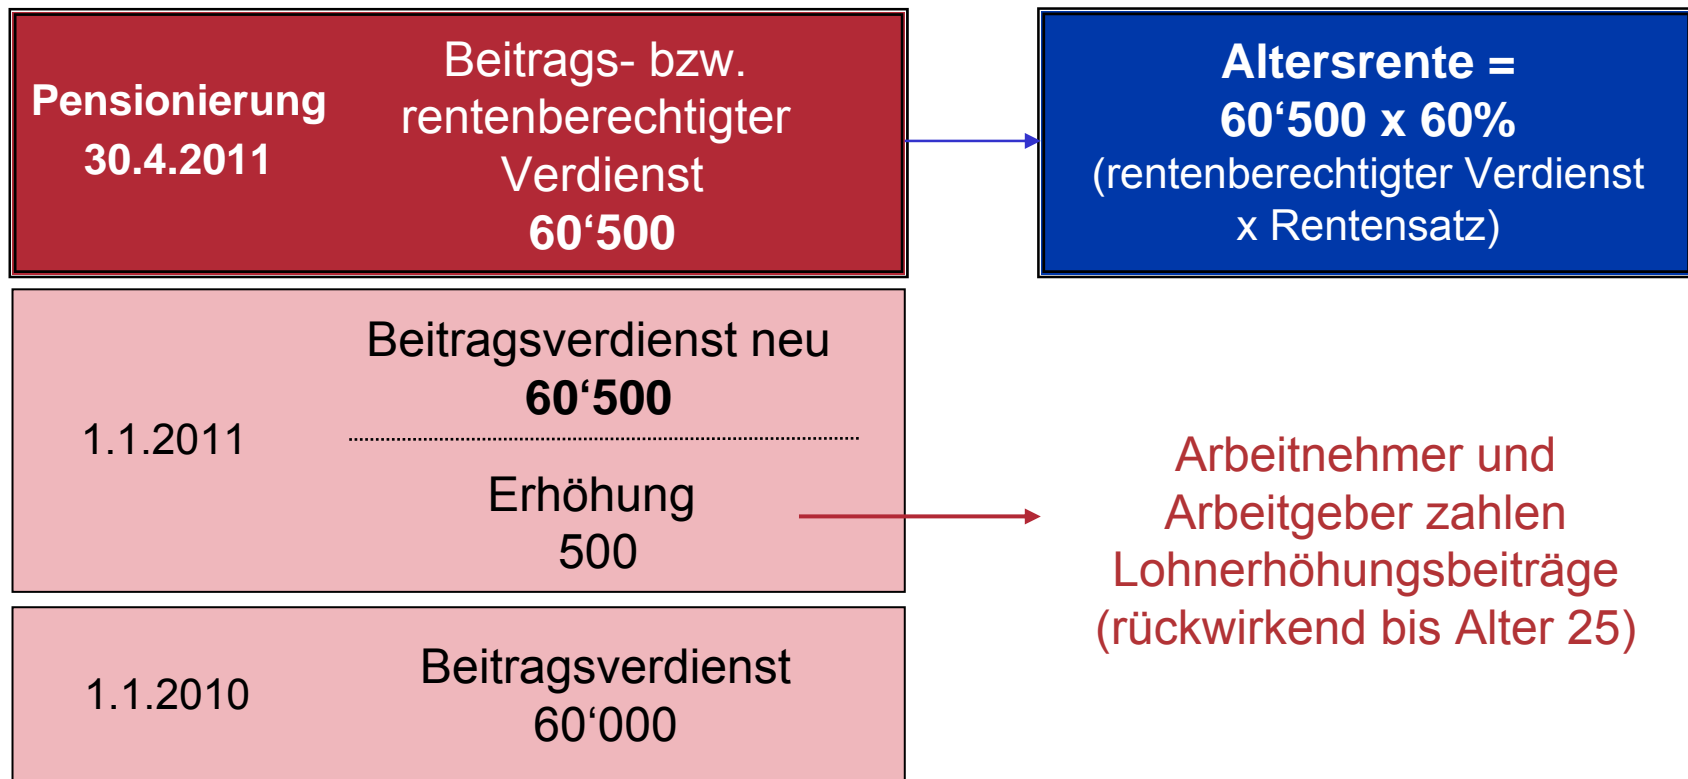 Pensionierung
30.4.2011
Beitrags- bzw.
rentenberechtigter
Verdienst
60‘500
Altersrente =
60‘500 x 60%
(rentenberechtigter Verdienst
x Rentensatz)
1.1.2011
Beitragsverdienst neu
60‘500
Erhöhung
500
Arbeitnehmer und
Arbeitgeber zahlen
Lohnerhöhungsbeiträge
(rückwirkend bis Alter 25)
1.1.2010
Beitragsverdienst
60‘000